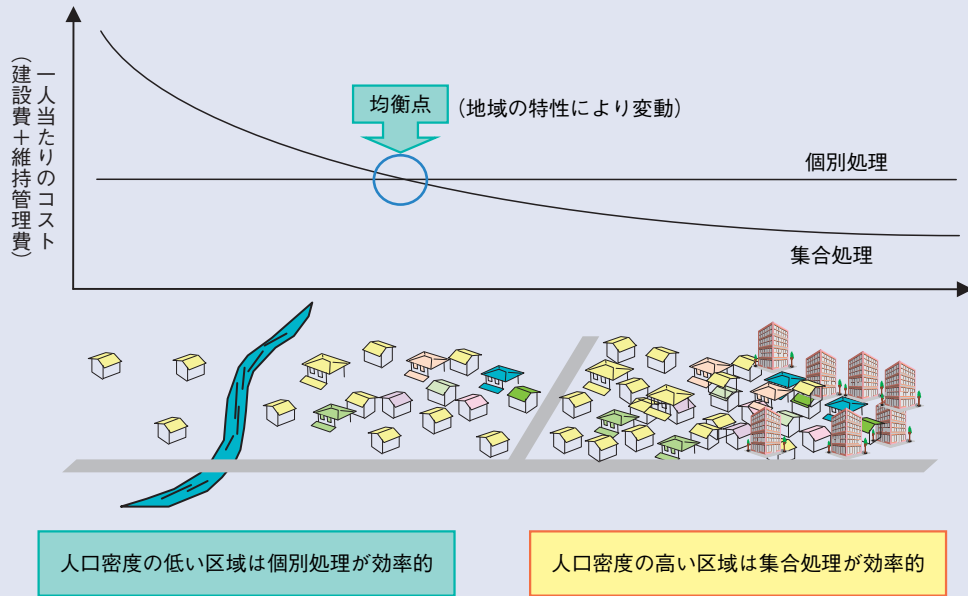 一人当たりのコスト
（建設費＋維持管理費）
均衡点
（地域の特性により変動）
個別処理
集合処理
人口密度の低い区域は個別処理が効率的
人口密度の高い区域は集合処理が効率的